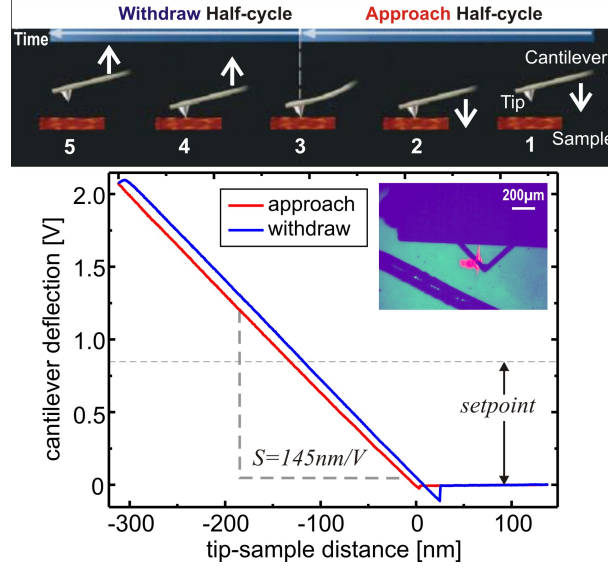 Withdraw Half-cycle Approach Half-cycle
Time
Cantilever
Tip
Sample
5 4 3 2 1
2.0
1.5
1.0
0.5
0
cantilever deflection [V]
approach
withdraw
200µm
setpoint
S=145nm/V
-300 -200 -100 0 100
tip-sample distance [nm]